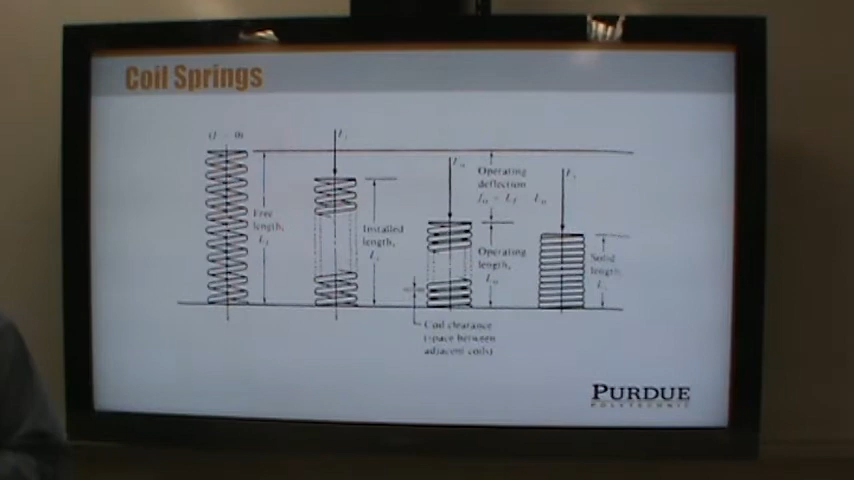 Coil Springs
Free
length,
Installed
length,
Operating
deflection
Operating
length,
Solid
length,
Coil clearance
(space between
adjacent coils)
PURDUE
POLYTECHNIC